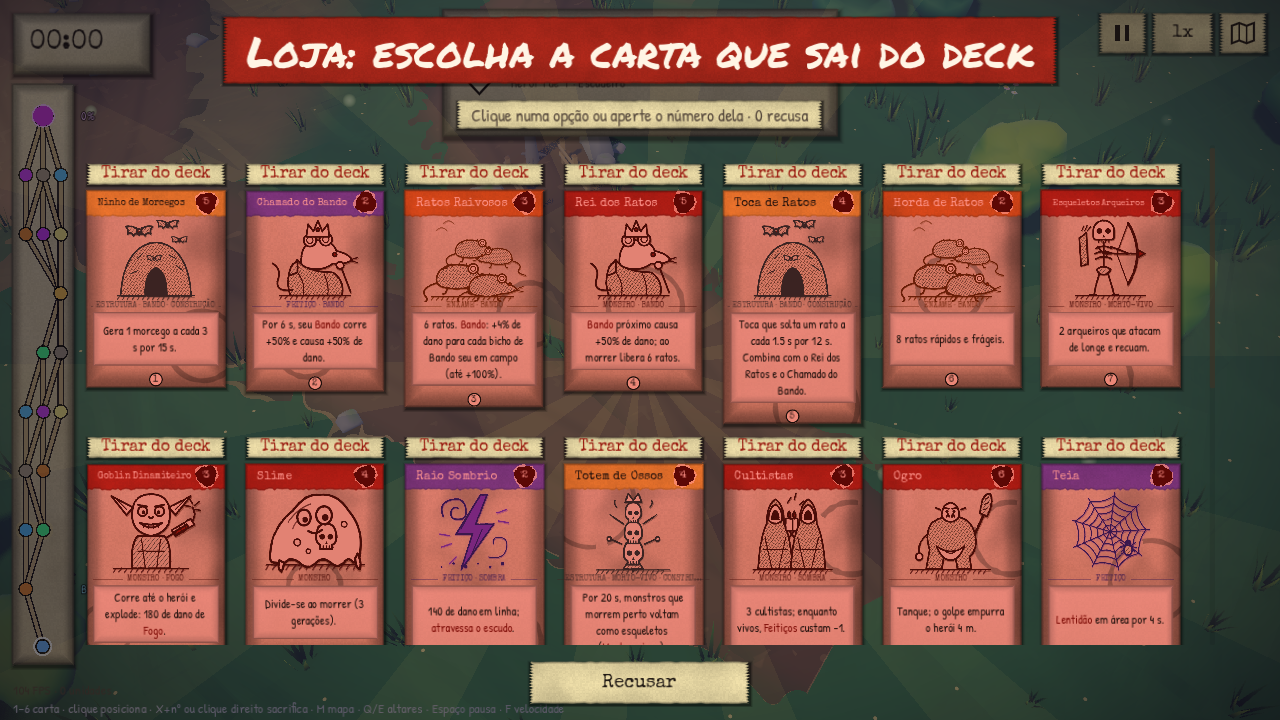 00:00
LOJA: ESCOLHA A CARTA QUE SAI DO DECK
1x
Clique numa opção ou aperte o número dela · 0 recusa
0%
Tirar do deck
Tirar do deck
Tirar do deck
Tirar do deck
Tirar do deck
Tirar do deck
Tirar do deck
Ninho de Morcegos 5
Chamado do Bando 2
Ratos Raivosos 3
Rei dos Ratos 5
Toca de Ratos 4
Horda de Ratos 2
Esqueletos Arqueiros 3
ESTRUTURA · BANDO · CONSTRUÇÃO
FEITIÇO · BANDO
ENXAME · BANDO
MONSTRO · BANDO
ESTRUTURA · BANDO · CONSTRUÇÃO
ENXAME · BANDO
MONSTRO · MORTO-VIVO
Gera 1 morcego a cada 3
s por 15 s.
1
Por 6 s, seu Bando corre
+50% e causa +50% de
dano.
2
6 ratos. Bando: +4% de
dano para cada bicho de
Bando seu em campo
(até +100%).
3
Bando próximo causa
+50% de dano; ao
morrer libera 6 ratos.
4
Toca que solta um rato a
cada 1.5 s por 12 s.
Combina com o Rei dos
Ratos e o Chamado do
Bando.
5
8 ratos rápidos e frágeis.
6
2 arqueiros que atacam
de longe e recuam.
7
Tirar do deck
Tirar do deck
Tirar do deck
Tirar do deck
Tirar do deck
Tirar do deck
Tirar do deck
Goblin Dinamiteiro 3
Slime 4
Raio Sombrio 2
Totem de Ossos 4
Cultistas 3
Ogro 6
Teia 2
MONSTRO · FOGO
MONSTRO
FEITIÇO · SOMBRA
ESTRUTURA · MORTO-VIVO · CONSTRU...
MONSTRO · SOMBRA
MONSTRO
FEITIÇO
Corre até o herói e
explode: 180 de dano de
Fogo.
Divide-se ao morrer (3
gerações).
140 de dano em linha;
atravessa o escudo.
Por 20 s, monstros que
morrem perto voltam
como esqueletos
3 cultistas; enquanto
vivos, Feitiços custam -1.
Tanque; o golpe empurra
o herói 4 m.
Lentidão em área por 4 s.
Recusar
1-6 carta · clique posiciona · X+nº ou clique direito sacrifica · M mapa · Q/E altares · Espaço pausa · F velocidade